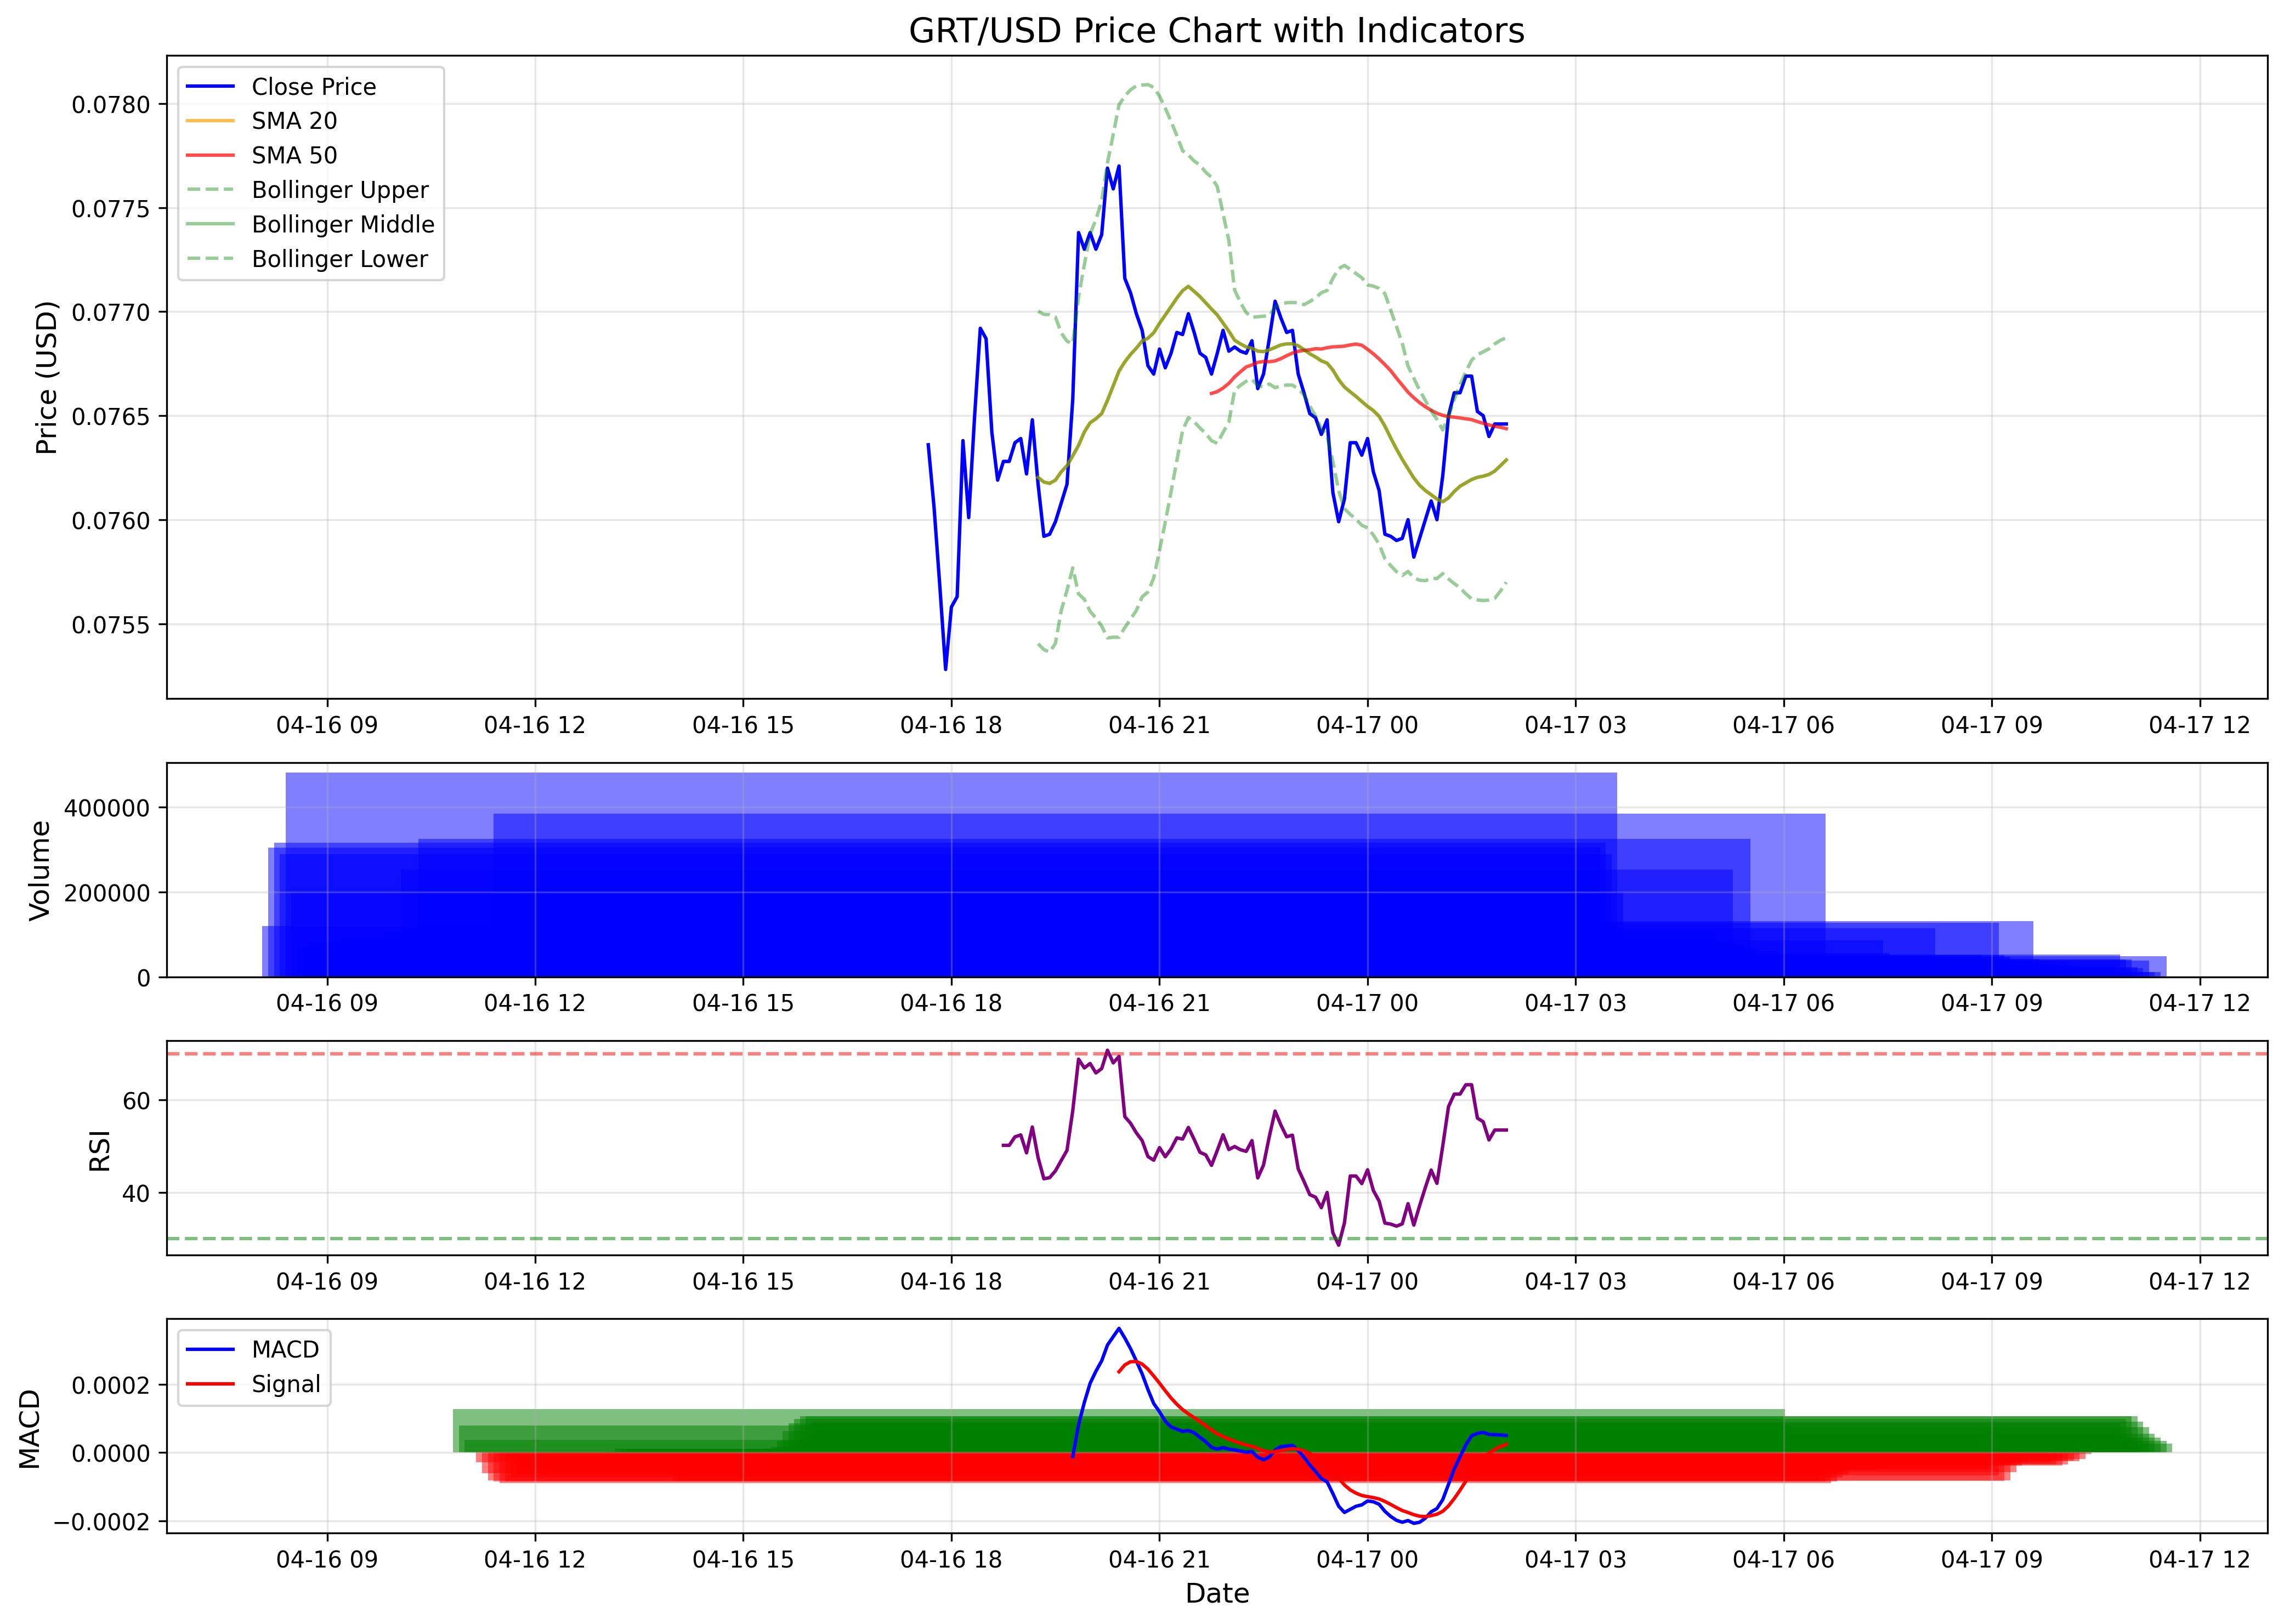 GRT/USD Price Chart with Indicators
Price (USD)
0.0780
0.0775
0.0770
0.0765
0.0760
0.0755
Close Price
SMA 20
SMA 50
Bollinger Upper
Bollinger Middle
Bollinger Lower
04-16 09 04-16 12 04-16 15 04-16 18 04-16 21 04-17 00 04-17 03 04-17 06 04-17 09 04-17 12
Volume
400000
200000
0
04-16 09 04-16 12 04-16 15 04-16 18 04-16 21 04-17 00 04-17 03 04-17 06 04-17 09 04-17 12
RSI
60
40
04-16 09 04-16 12 04-16 15 04-16 18 04-16 21 04-17 00 04-17 03 04-17 06 04-17 09 04-17 12
MACD
0.0002
0.0000
−0.0002
MACD
Signal
04-16 09 04-16 12 04-16 15 04-16 18 04-16 21 04-17 00 04-17 03 04-17 06 04-17 09 04-17 12
Date